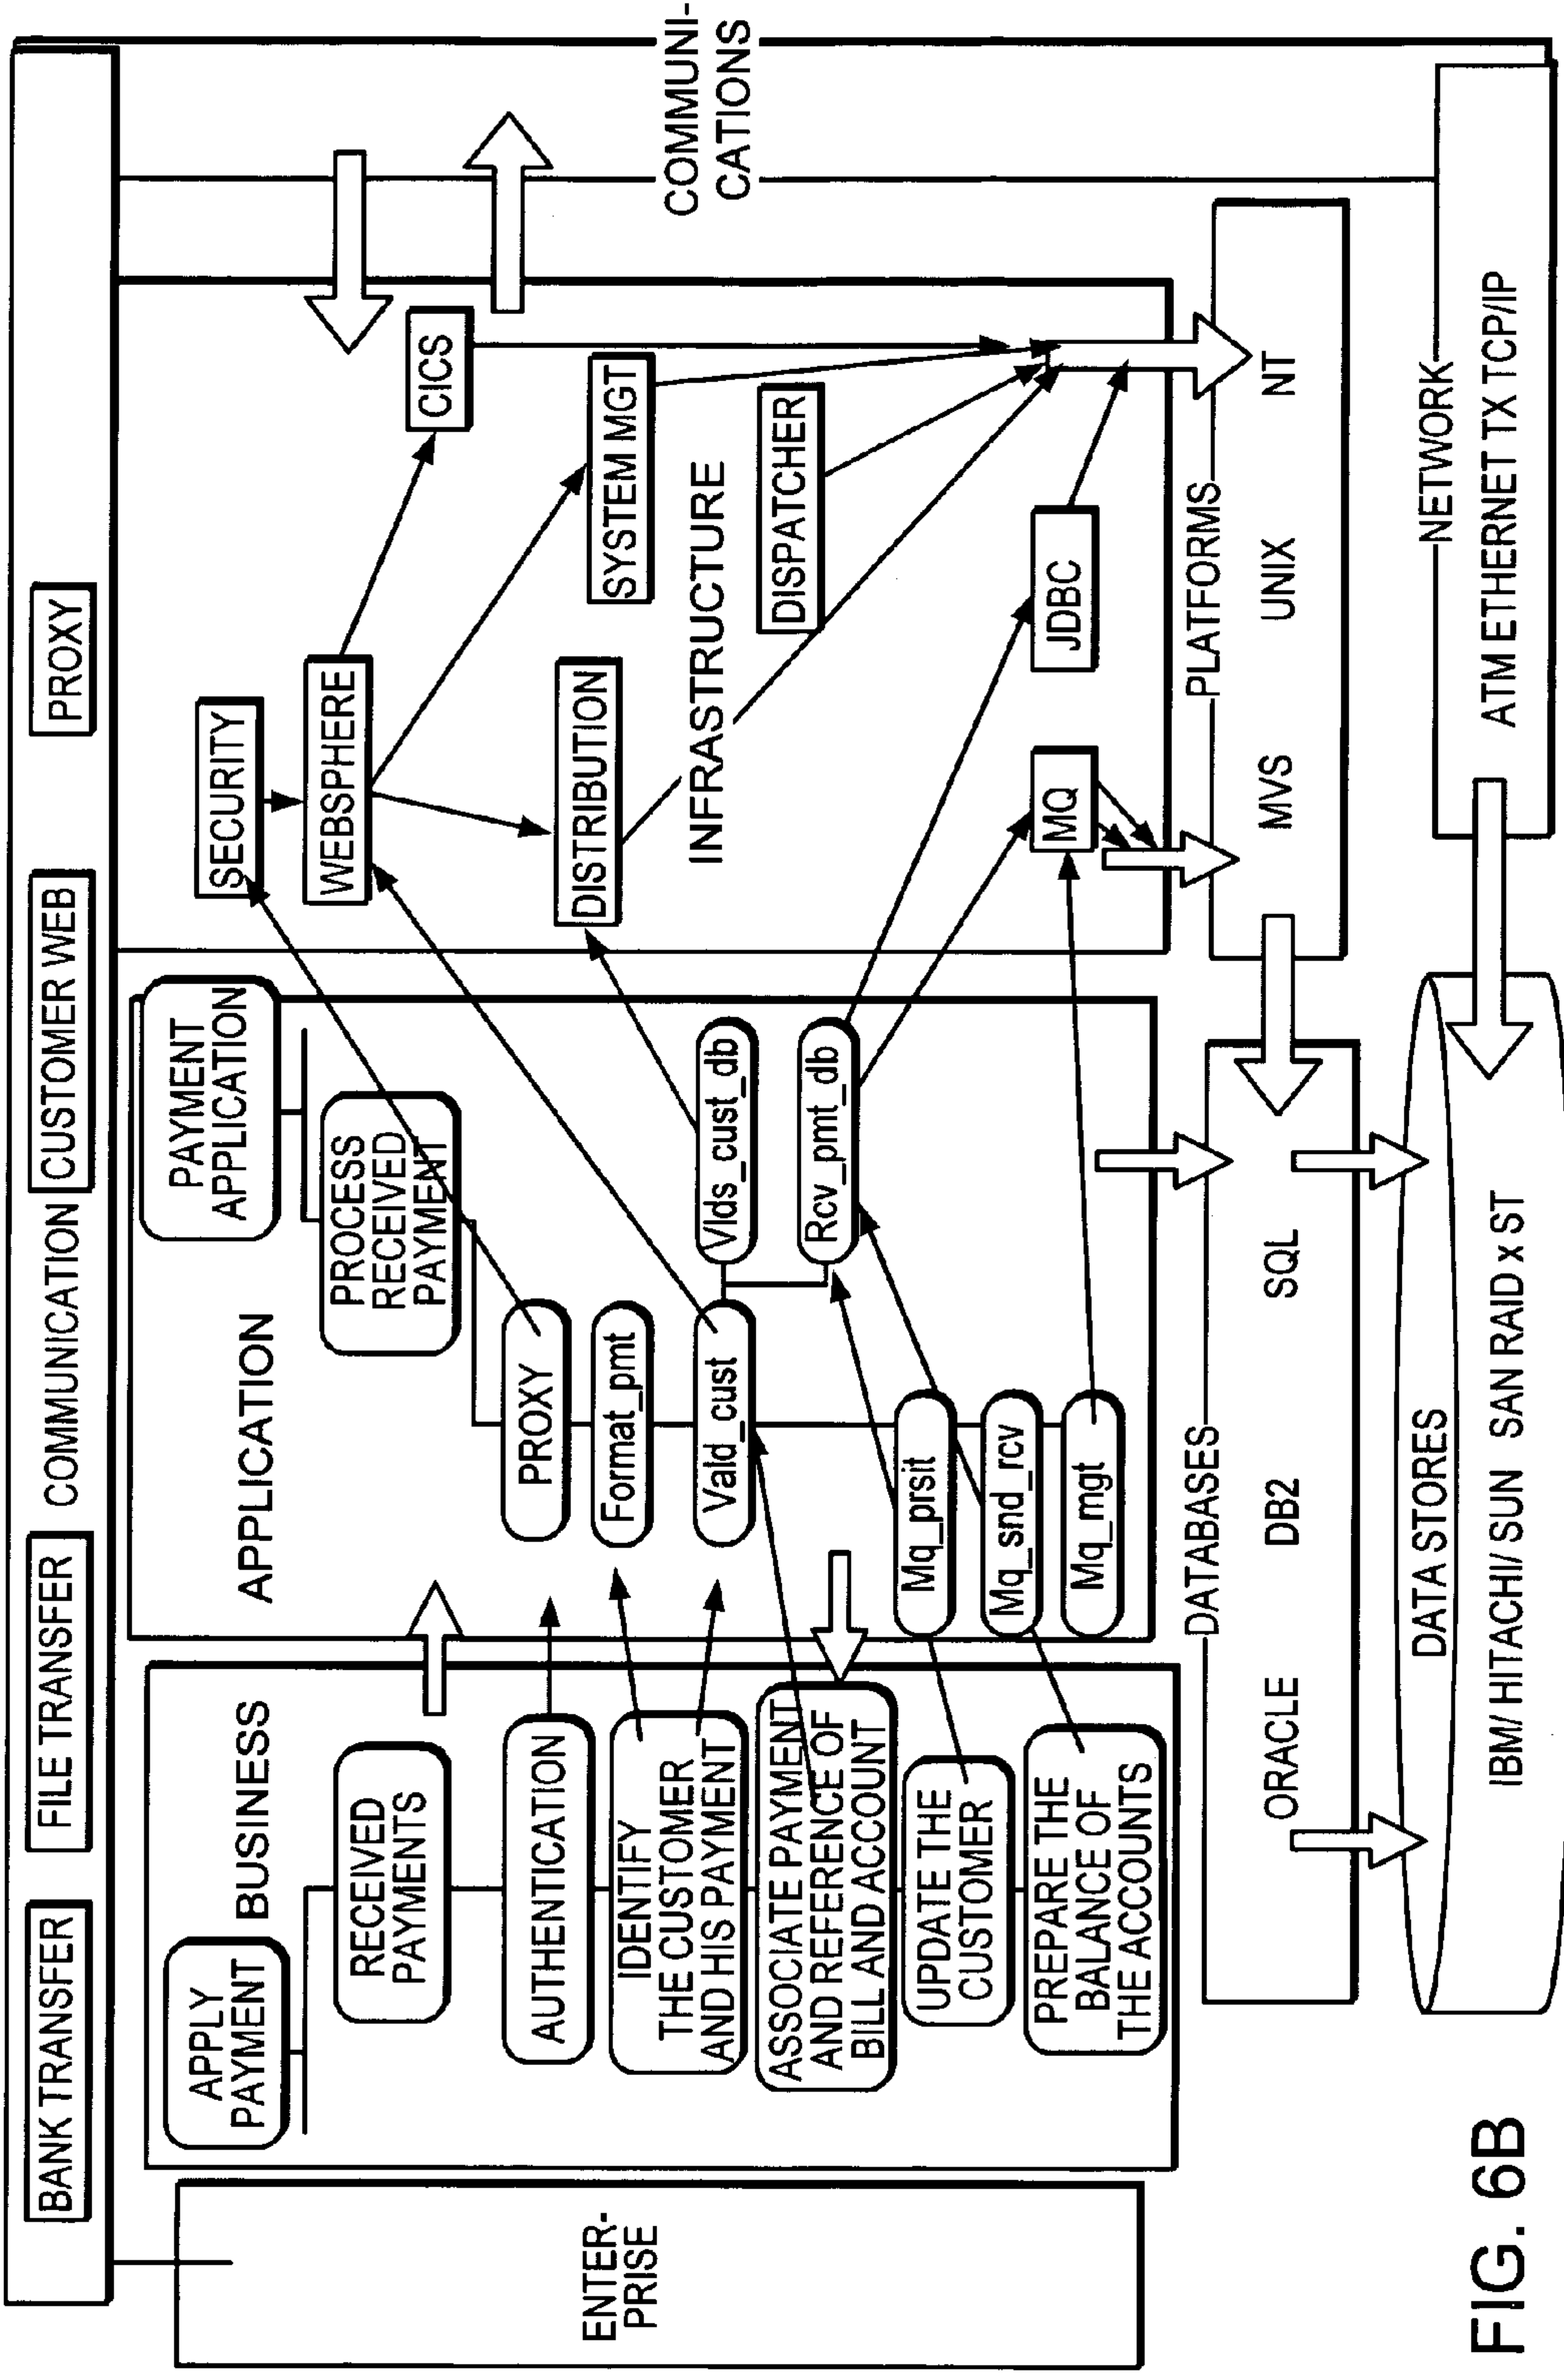 BANK TRANSFER
FILE TRANSFER
COMMUNICATION
CUSTOMER WEB
PROXY
ENTER-
PRISE
BUSINESS
APPLY
PAYMENT
RECEIVED
PAYMENTS
AUTHENTICATION
IDENTIFY
THE CUSTOMER
AND HIS PAYMENT
ASSOCIATE PAYMENT
AND REFERENCE OF
BILL AND ACCOUNT
UPDATE THE
CUSTOMER
PREPARE THE
BALANCE OF
THE ACCOUNTS
APPLICATION
PAYMENT
APPLICATION
PROCESS
RECEIVED
PAYMENT
PROXY
Format_pmt
Vald_cust
Vlds_cust_db
Rcv_pmt_db
Mq_prsit
Mq_snd_rcv
Mq_mgt
SECURITY
WEBSPHERE
CICS
SYSTEM MGT
DISTRIBUTION
INFRASTRUCTURE
DISPATCHER
MQ
JDBC
COMMUNI-
CATIONS
DATABASES
ORACLE DB2 SQL
PLATFORMS
MVS UNIX NT
DATA STORES
IBM/ HITACHI/ SUN SAN RAID x ST
NETWORK
ATM ETHERNET TX TCP/IP
FIG. 6B